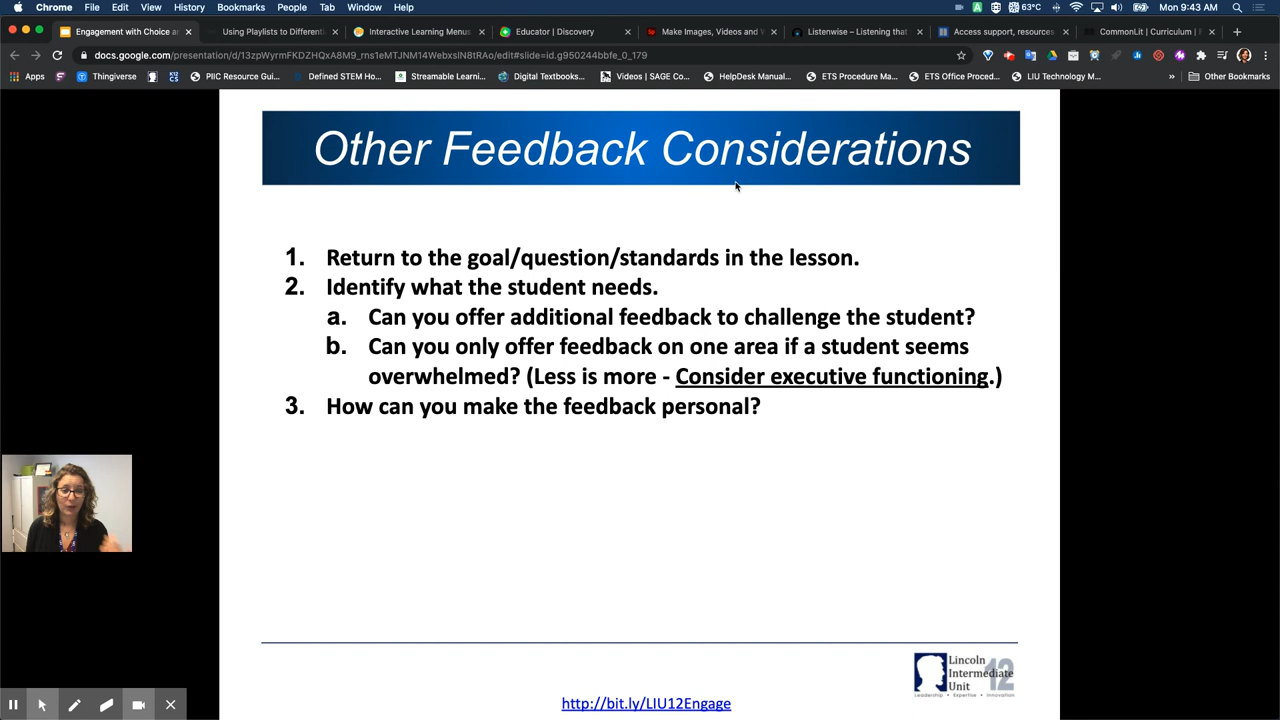 Chrome File Edit View History Bookmarks People Tab Window Help 63°C Mon 9:43 AM
Engagement with Choice a
Using Playlists to Differenti
Interactive Learning Menus
Educator | Discovery
Make Images, Videos and
Listenwise – Listening that
Access support, resources
CommonLit | Curriculum |
docs.google.com/presentation/d/13zpWyrmFKDZHQxA8M9_rns1eMTJNM14WebxslN8tRAo/edit#slide=id.g950244bbfe_0_179
Apps Thingiverse PIIC Resource Gui... Defined STEM Ho... Streamable Learni... Digital Textbooks... Videos | SAGE Co... HelpDesk Manual... ETS Procedure Ma... ETS Office Proced... LIU Technology M... » Other Bookmarks
Other Feedback Considerations
1. Return to the goal/question/standards in the lesson.
2. Identify what the student needs.
a. Can you offer additional feedback to challenge the student?
b. Can you only offer feedback on one area if a student seems
overwhelmed? (Less is more - Consider executive functioning.)
3. How can you make the feedback personal?
Lincoln
Intermediate
Unit
12
Leadership • Expertise • Innovation
http://bit.ly/LIU12Engage